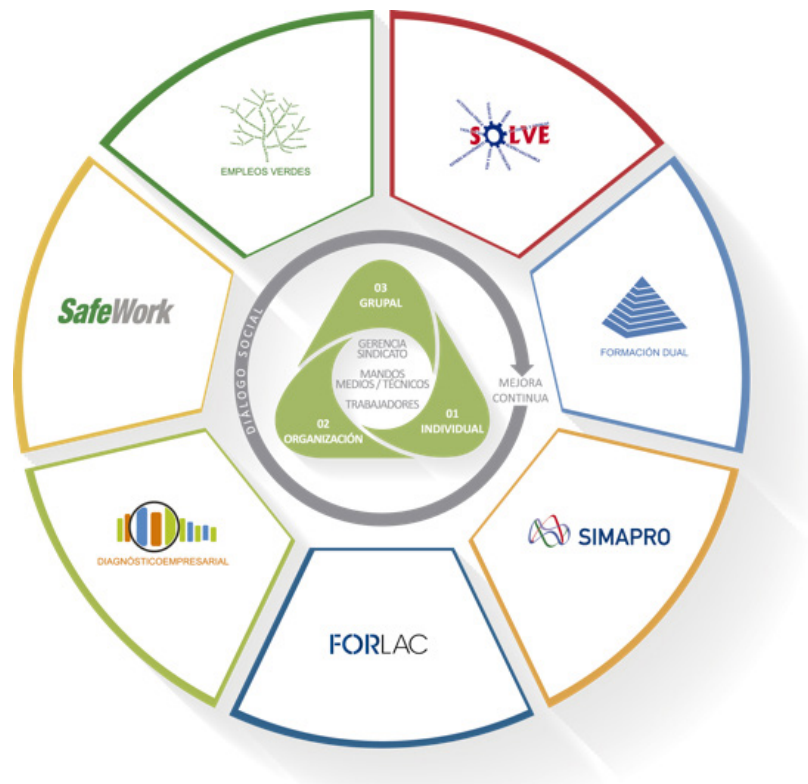 EMPLEOS VERDES
SOLVE
SafeWork
FORMACIÓN DUAL
DIÁLOGO SOCIAL
03
GRUPAL
GERENCIA
SINDICATO
MANDOS
MEDIOS / TÉCNICOS
TRABAJADORES
02
ORGANIZACIÓN
01
INDIVIDUAL
MEJORA
CONTINUA
DIAGNÓSTICOEMPRESARIAL
SIMAPRO
FORLAC